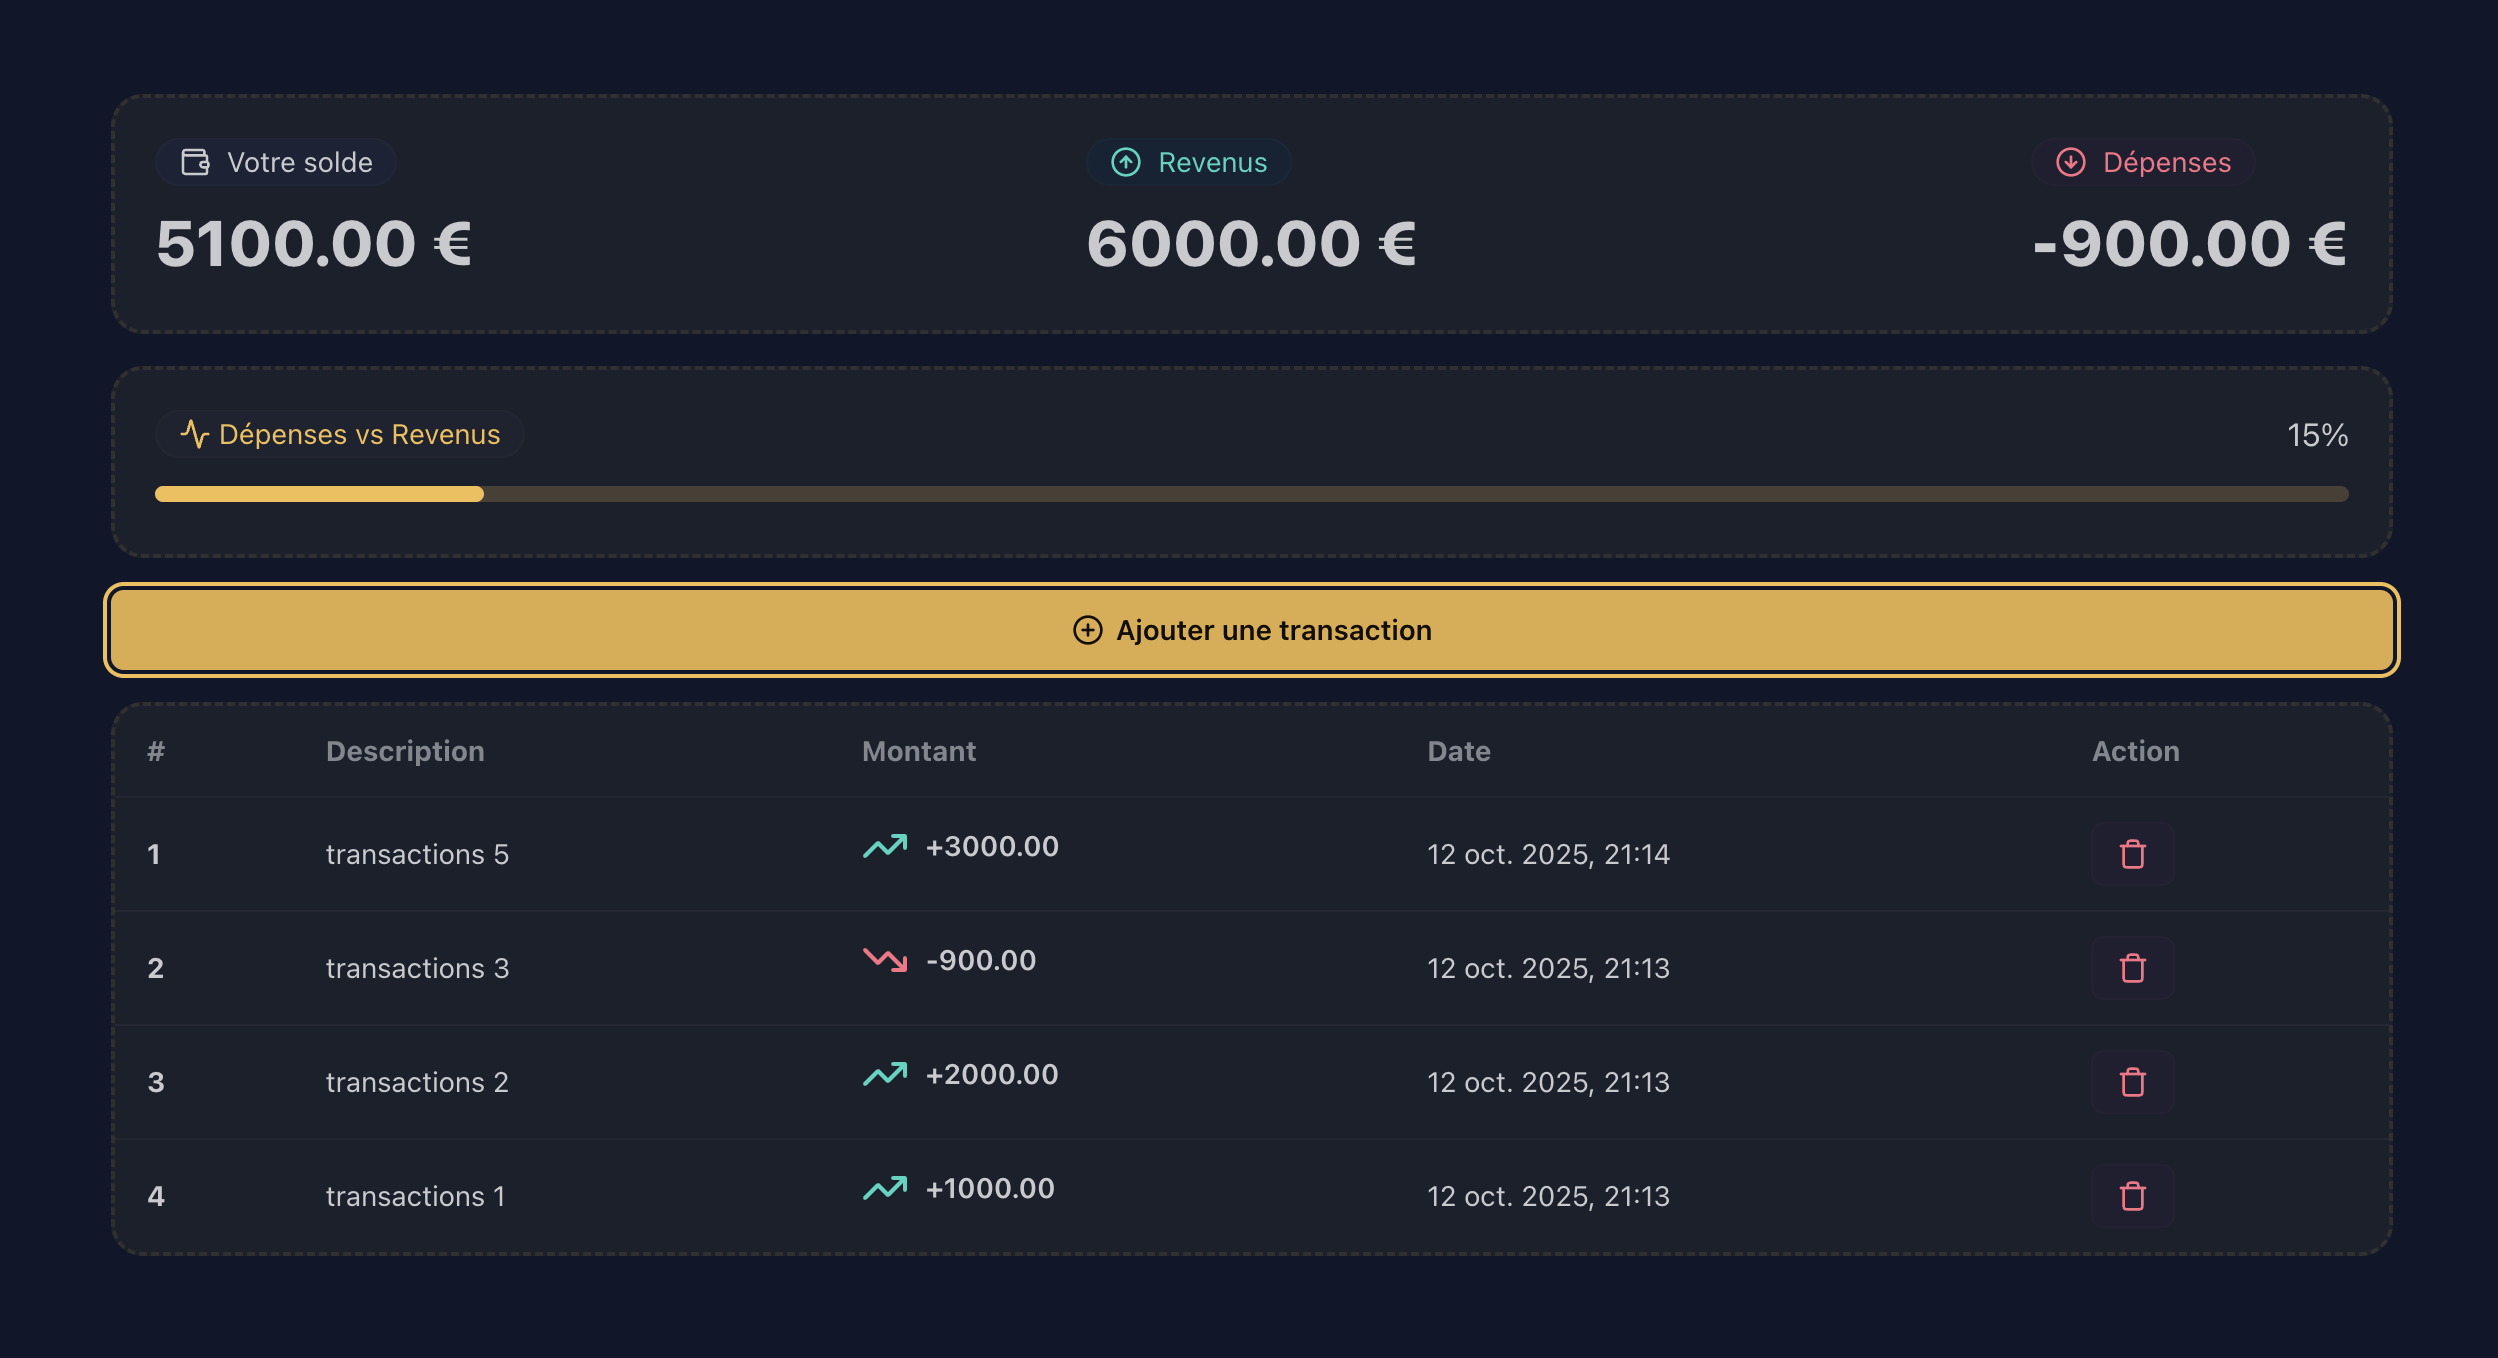 Votre solde
5100.00 €
Revenus
6000.00 €
Dépenses
-900.00 €
Dépenses vs Revenus
15%
Ajouter une transaction
# Description Montant Date Action
1 transactions 5 +3000.00 12 oct. 2025, 21:14
2 transactions 3 -900.00 12 oct. 2025, 21:13
3 transactions 2 +2000.00 12 oct. 2025, 21:13
4 transactions 1 +1000.00 12 oct. 2025, 21:13